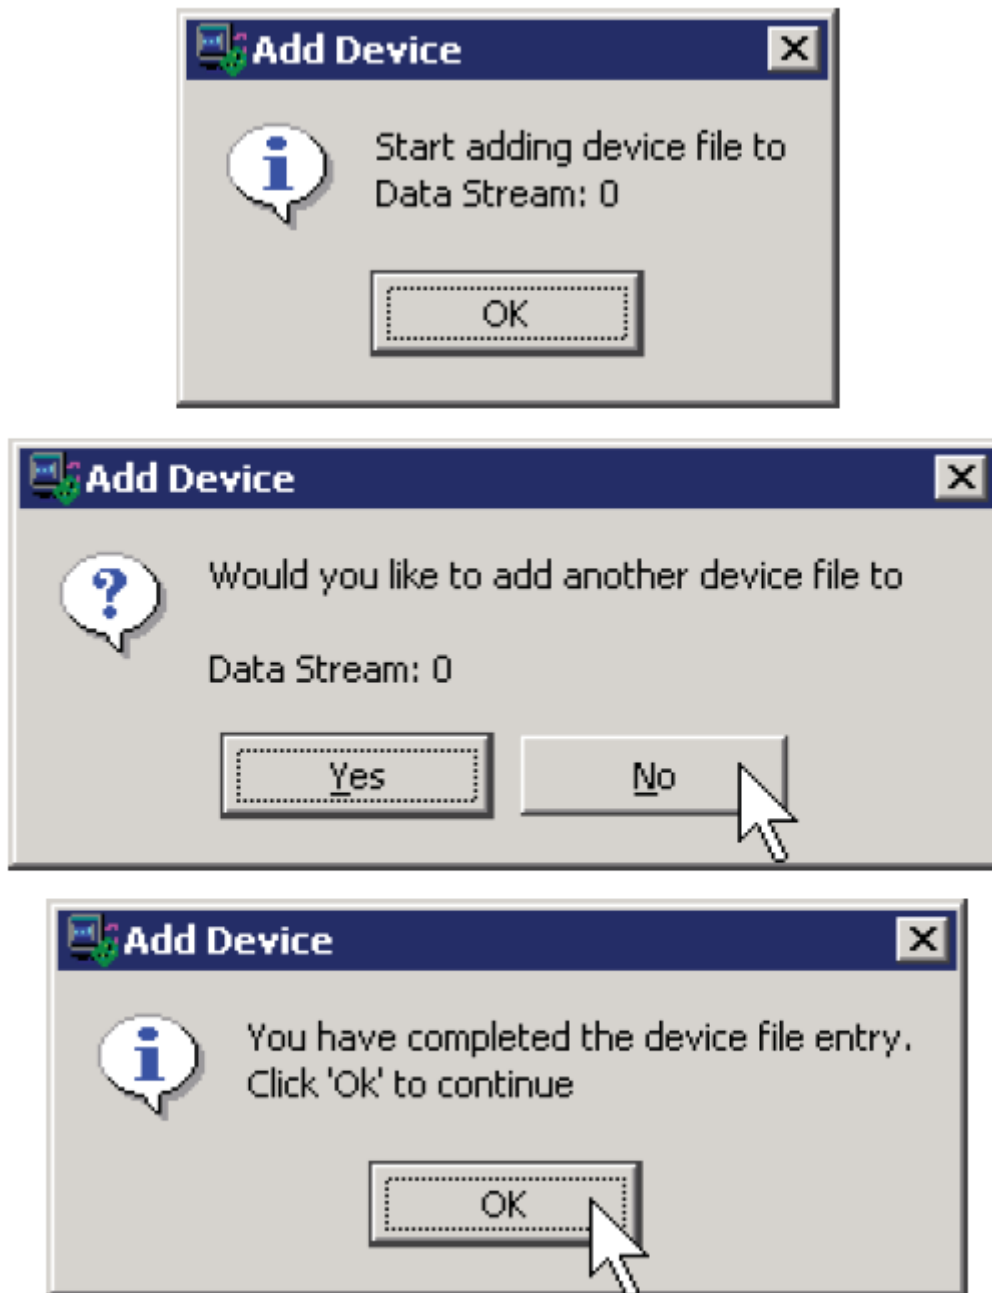 Add Device
Start adding device file to
Data Stream: 0
OK
Add Device
Would you like to add another device file to
Data Stream: 0
Yes No
Add Device
You have completed the device file entry.
Click 'Ok' to continue
OK